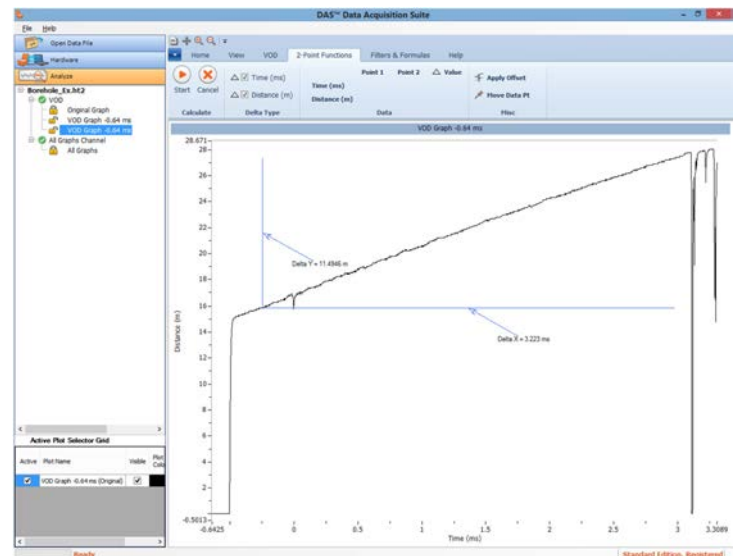 DAS™ Data Acquisition Suite
File Help
Open Data File
Hardware
Analyze
Borehole_Ex.ht2
VOD
Original Graph
VOD Graph -0.64 ms
VOD Graph -0.64 ms
All Graphs Channel
All Graphs
Active Plot Selector Grid
Active Plot Name Visible Plot Colo
VOD Graph -0.64 ms (Original)
Home View VOD 2-Point Functions Filters & Formulas Help
Start Cancel
Calculate
Time (ms)
Distance (m)
Delta Type
Point 1 Point 2 Value
Time (ms)
Distance (m)
Data
Apply Offset
Move Data Pt
Misc
VOD Graph -0.64 ms
28.671
28
26
24
22
20
18
16
14
12
10
8
6
4
2
-0.5013
Distance (m)
Delta Y = 11.4946 m
Delta X = 3.223 ms
-0.6425 0 0.5 1 1.5 2 2.5 3 3.3089
Time (ms)
Ready
Standard Edition, Registered